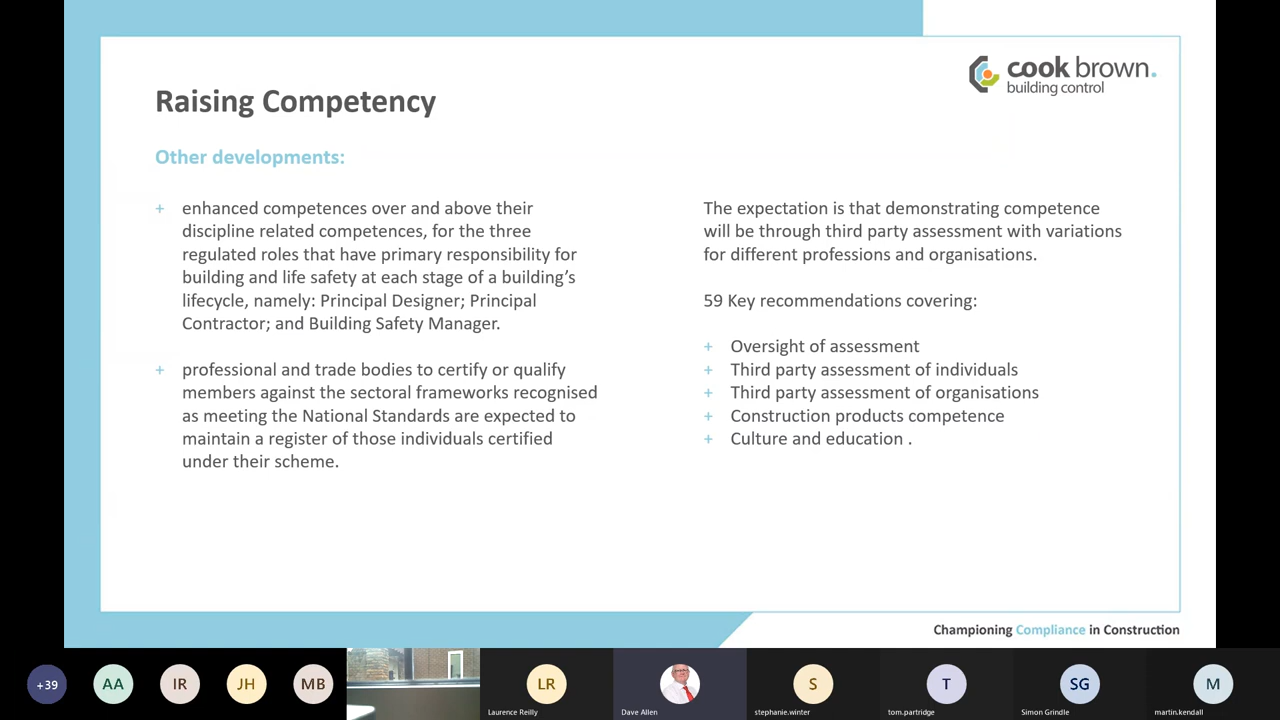 cook brown.
building control
Raising Competency
Other developments:
+ enhanced competences over and above their
discipline related competences, for the three
regulated roles that have primary responsibility for
building and life safety at each stage of a building’s
lifecycle, namely: Principal Designer; Principal
Contractor; and Building Safety Manager.
+ professional and trade bodies to certify or qualify
members against the sectoral frameworks recognised
as meeting the National Standards are expected to
maintain a register of those individuals certified
under their scheme.
The expectation is that demonstrating competence
will be through third party assessment with variations
for different professions and organisations.
59 Key recommendations covering:
+ Oversight of assessment
+ Third party assessment of individuals
+ Third party assessment of organisations
+ Construction products competence
+ Culture and education .
Championing Compliance in Construction
+39
AA
IR
JH
MB
LR
Laurence Reilly
Dave Allen
S
stephanie.winter
T
tom.partridge
SG
Simon Grindle
M
martin.kendall